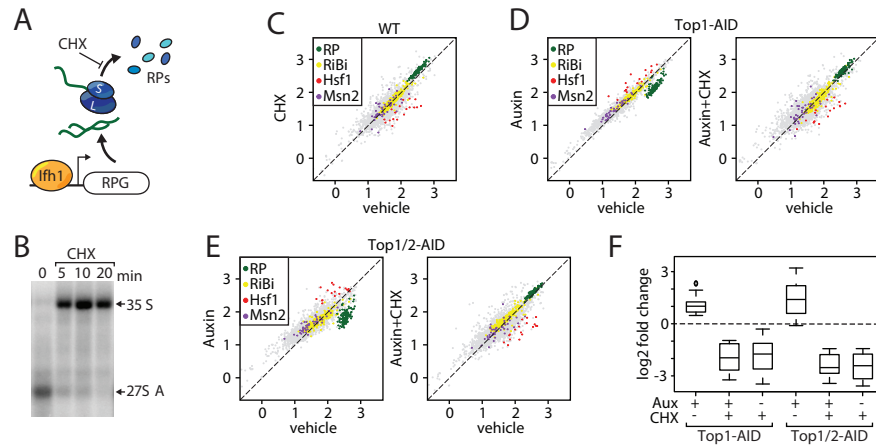 A
CHX
RPs
S
L
Ifh1
RPG
B
CHX
0 5 10 20 min
35 S
27S A
C
WT
RP
RiBi
Hsf1
Msn2
CHX
3
2
1
0
0 1 2 3
vehicle
D
Top1-AID
RP
RiBi
Hsf1
Msn2
Auxin
3
2
1
0
0 1 2 3
vehicle
Auxin+CHX
3
2
1
0
0 1 2 3
vehicle
E
Top1/2-AID
RP
RiBi
Hsf1
Msn2
Auxin
3
2
1
0
0 1 2 3
vehicle
Auxin+CHX
3
2
1
0
0 1 2 3
vehicle
F
log2 fold change
3
0
-3
Aux + + - + + -
CHX - + + - + +
Top1-AID Top1/2-AID